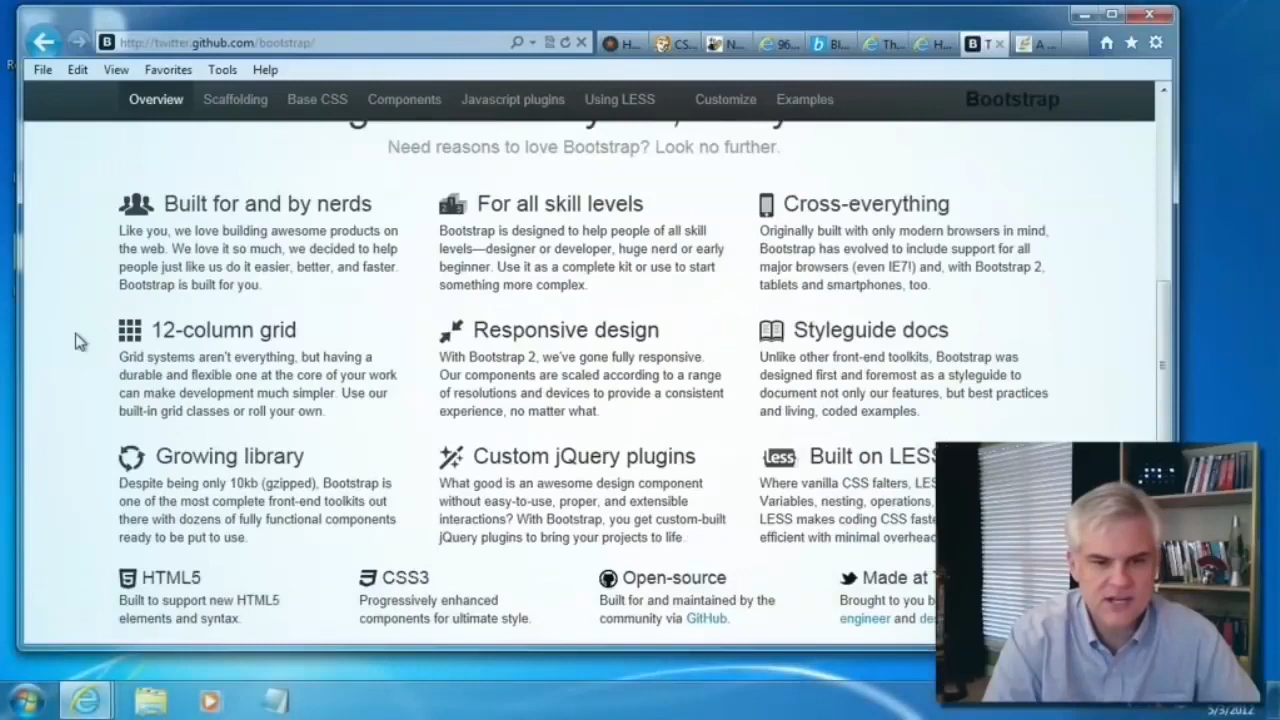 http://twitter.github.com/bootstrap/
H...
CS...
N...
96...
Bl...
Th...
H...
T
A ...
File Edit View Favorites Tools Help
Overview Scaffolding Base CSS Components Javascript plugins Using LESS Customize Examples Bootstrap
Need reasons to love Bootstrap? Look no further.
Built for and by nerds
Like you, we love building awesome products on
the web. We love it so much, we decided to help
people just like us do it easier, better, and faster.
Bootstrap is built for you.
For all skill levels
Bootstrap is designed to help people of all skill
levels—designer or developer, huge nerd or early
beginner. Use it as a complete kit or use to start
something more complex.
Cross-everything
Originally built with only modern browsers in mind,
Bootstrap has evolved to include support for all
major browsers (even IE7!) and, with Bootstrap 2,
tablets and smartphones, too.
12-column grid
Grid systems aren't everything, but having a
durable and flexible one at the core of your work
can make development much simpler. Use our
built-in grid classes or roll your own.
Responsive design
With Bootstrap 2, we've gone fully responsive.
Our components are scaled according to a range
of resolutions and devices to provide a consistent
experience, no matter what.
Styleguide docs
Unlike other front-end toolkits, Bootstrap was
designed first and foremost as a styleguide to
document not only our features, but best practices
and living, coded examples.
Growing library
Despite being only 10kb (gzipped), Bootstrap is
one of the most complete front-end toolkits out
there with dozens of fully functional components
ready to be put to use.
Custom jQuery plugins
What good is an awesome design component
without easy-to-use, proper, and extensible
interactions? With Bootstrap, you get custom-built
jQuery plugins to bring your projects to life.
less Built on LESS
Where vanilla CSS falters,
Variables, nesting, operations,
LESS makes coding CSS
efficient with minimal
HTML5
Built to support new HTML5
elements and syntax.
CSS3
Progressively enhanced
components for ultimate style.
Open-source
Built for and maintained by the
community via GitHub.
Made at
Brought to you
engineer and
5/3/2012